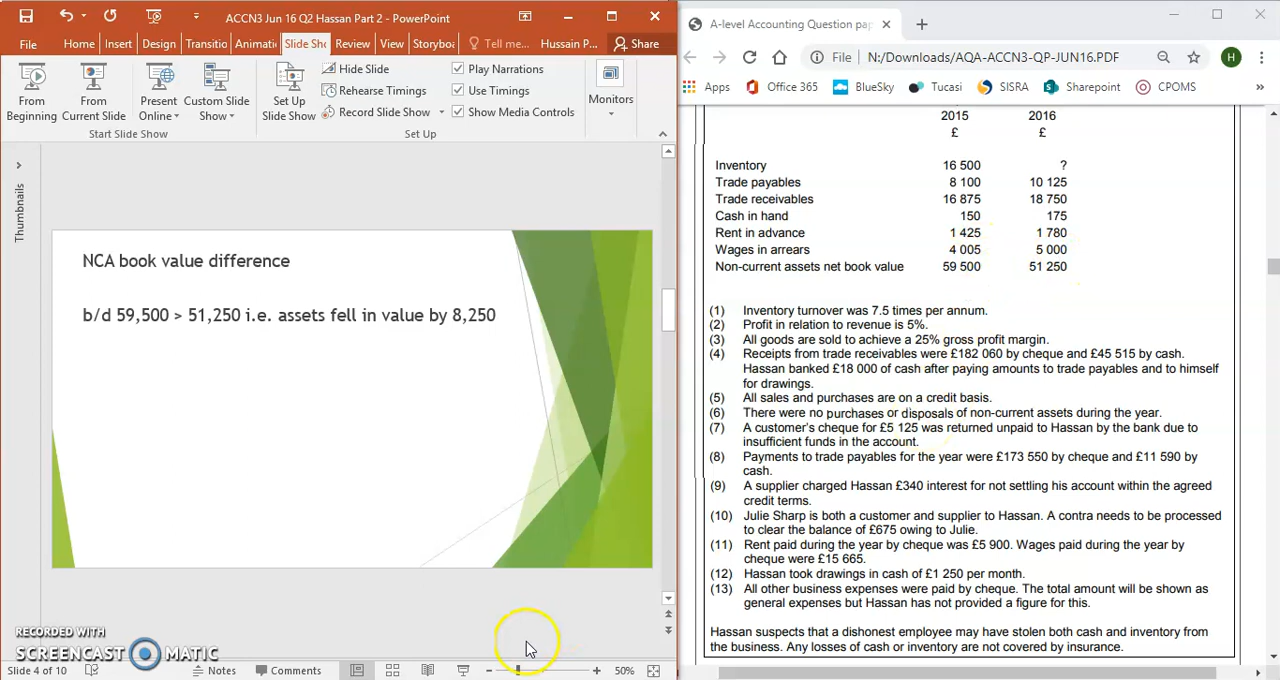 ACCN3 Jun 16 Q2 Hassan Part 2 - PowerPoint
File Home Insert Design Transitio Animati Slide Sho Review View Storybo Tell me... Hussain P... Share
From Beginning
From Current Slide
Present Online
Custom Slide Show
Set Up Slide Show
Hide Slide
Rehearse Timings
Record Slide Show
Play Narrations
Use Timings
Show Media Controls
Monitors
Start Slide Show
Set Up
Thumbnails
NCA book value difference
b/d 59,500 > 51,250 i.e. assets fell in value by 8,250
RECORDED WITH
SCREENCAST MATIC
Slide 4 of 10
Notes
Comments
50%
A-level Accounting Question pap
File N:/Downloads/AQA-ACCN3-QP-JUN16.PDF
H
Apps Office 365 BlueSky Tucasi SISRA Sharepoint CPOMS »
2015 2016
£ £
Inventory 16 500 ?
Trade payables 8 100 10 125
Trade receivables 16 875 18 750
Cash in hand 150 175
Rent in advance 1 425 1 780
Wages in arrears 4 005 5 000
Non-current assets net book value 59 500 51 250
(1) Inventory turnover was 7.5 times per annum.
(2) Profit in relation to revenue is 5%.
(3) All goods are sold to achieve a 25% gross profit margin.
(4) Receipts from trade receivables were £182 060 by cheque and £45 515 by cash.
Hassan banked £18 000 of cash after paying amounts to trade payables and to himself
for drawings.
(5) All sales and purchases are on a credit basis.
(6) There were no purchases or disposals of non-current assets during the year.
(7) A customer's cheque for £5 125 was returned unpaid to Hassan by the bank due to
insufficient funds in the account.
(8) Payments to trade payables for the year were £173 550 by cheque and £11 590 by
cash.
(9) A supplier charged Hassan £340 interest for not settling his account within the agreed
credit terms.
(10) Julie Sharp is both a customer and supplier to Hassan. A contra needs to be processed
to clear the balance of £675 owing to Julie.
(11) Rent paid during the year by cheque was £5 900. Wages paid during the year by
cheque were £15 665.
(12) Hassan took drawings in cash of £1 250 per month.
(13) All other business expenses were paid by cheque. The total amount will be shown as
general expenses but Hassan has not provided a figure for this.
Hassan suspects that a dishonest employee may have stolen both cash and inventory from
the business. Any losses of cash or inventory are not covered by insurance.